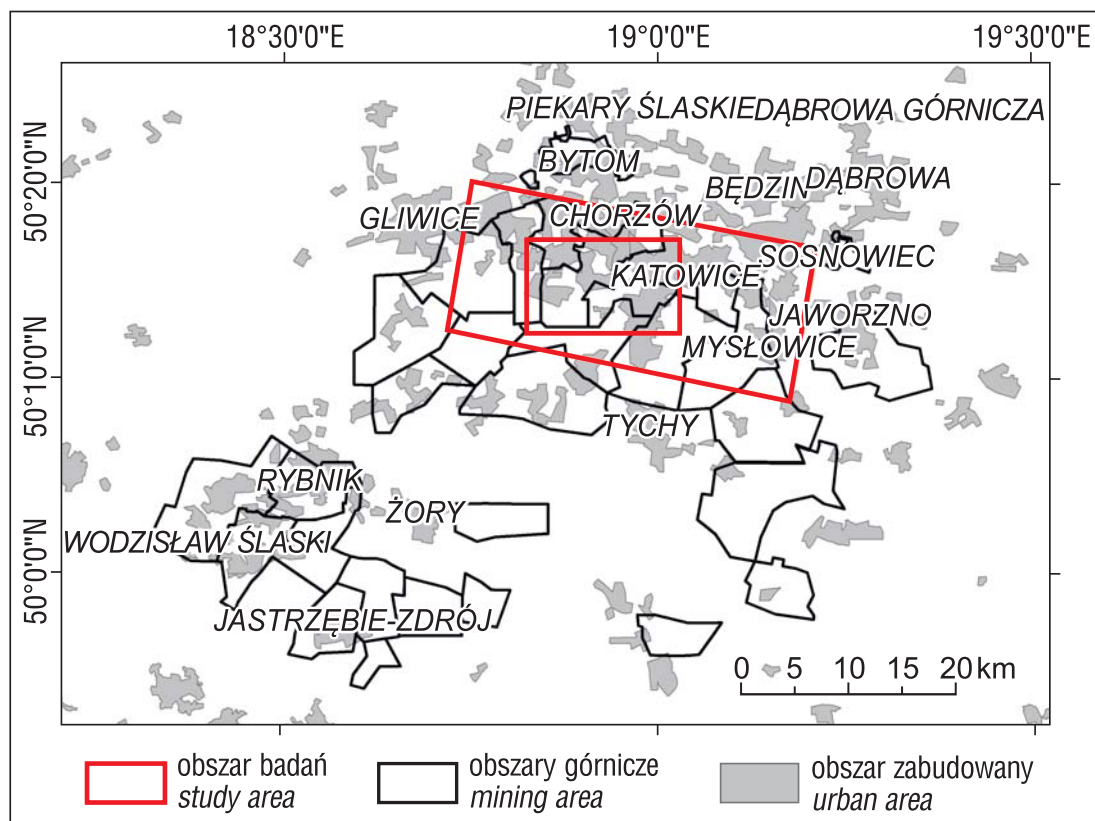 18°30'0"E 19°0'0"E 19°30'0"E
50°20'0"N
50°10'0"N
50°0'0"N
PIEKARY ŚLASKIE DĄBROWA GÓRNICZA
BYTOM
BĘDZIN DĄBROWA
GLIWICE CHORZÓW
SOSNOWIEC
KATOWICE
JAWORZNO
MYSŁOWICE
TYCHY
RYBNIK
ŻORY
WODZISŁAW ŚLASKI
JASTRZĘBIE-ZDRÓJ
0 5 10 15 20 km
obszar badań
study area
obszary górnicze
mining area
obszar zabudowany
urban area